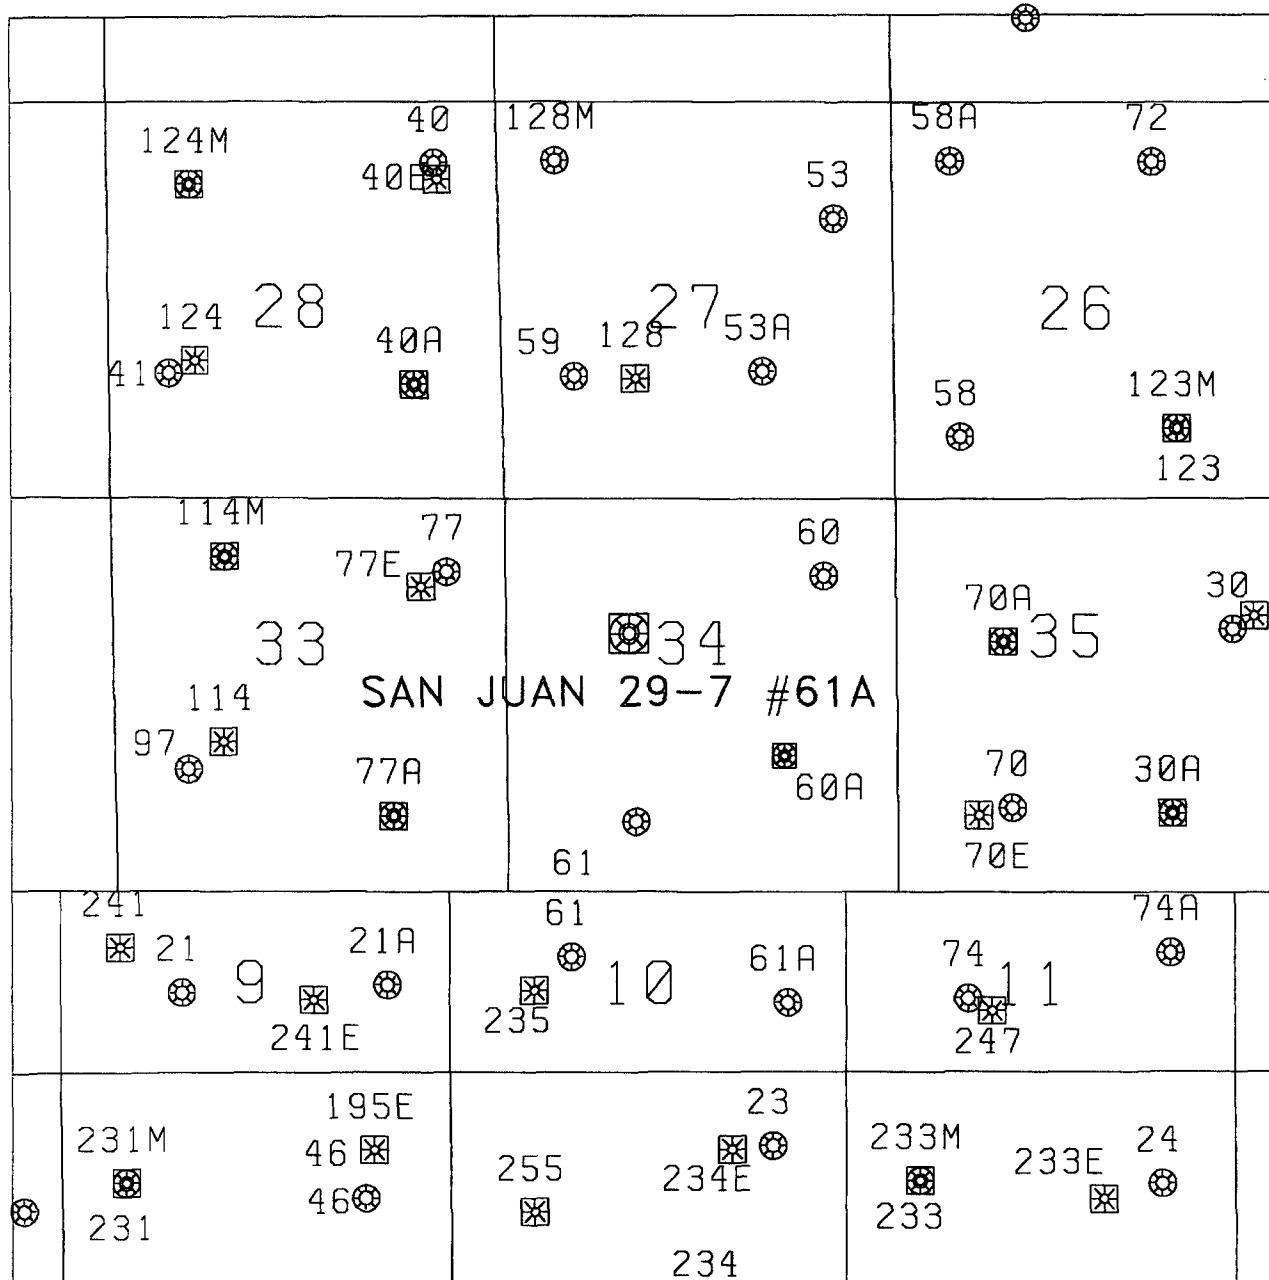 40 128M 58A 72
124M
40E 53
28 27 26
124 128 53A
41 59 40A
58 123M
123
114M 77 60
77E 70A 30
33 34 35
SAN JUAN 29-7 #61A
114
97 77A 60A 70 30A
61 70E
241 61 74A
21 21A 61A 74
9 10 11
241E 235 247
195E 23
231M 46 255 234E 233M 233E 24
231 46 233
234